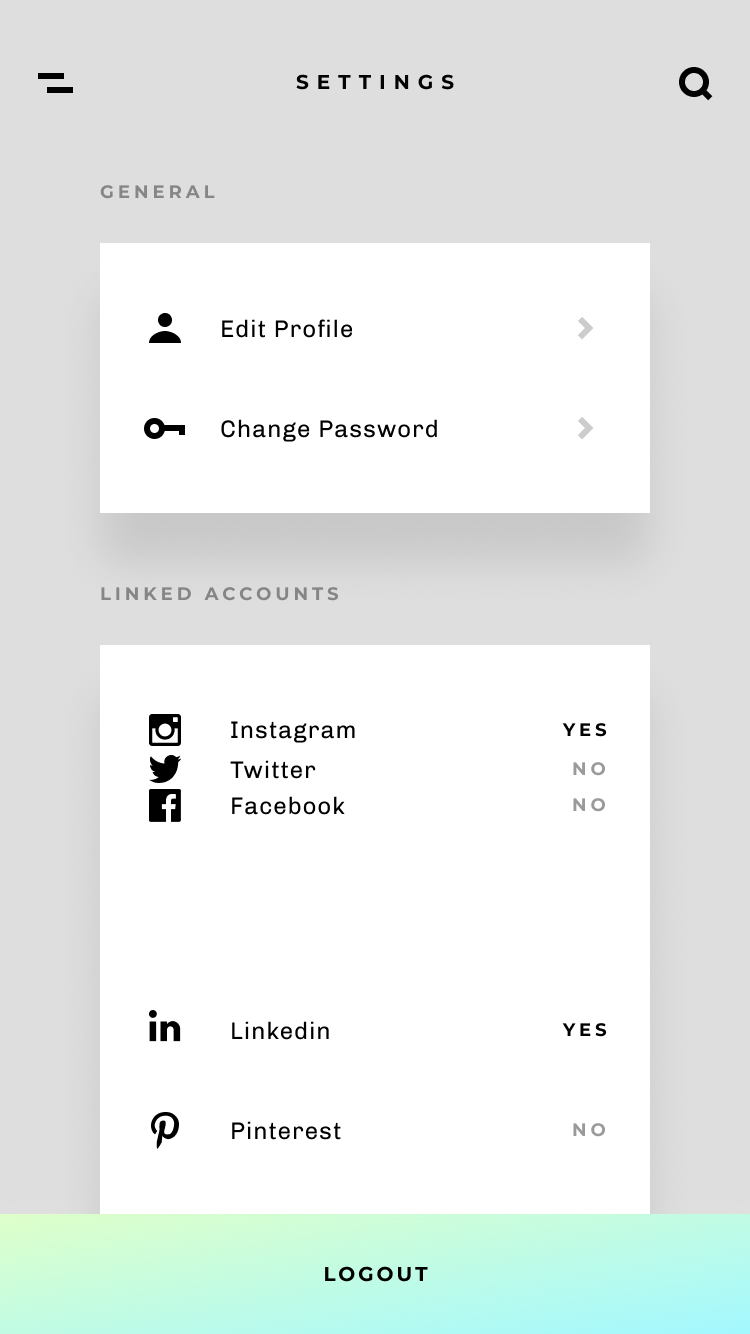 SETTINGS
GENERAL
Edit Profile
Change Password
LINKED ACCOUNTS
Instagram YES
Twitter NO
Facebook NO
Linkedin YES
Pinterest NO
LOGOUT